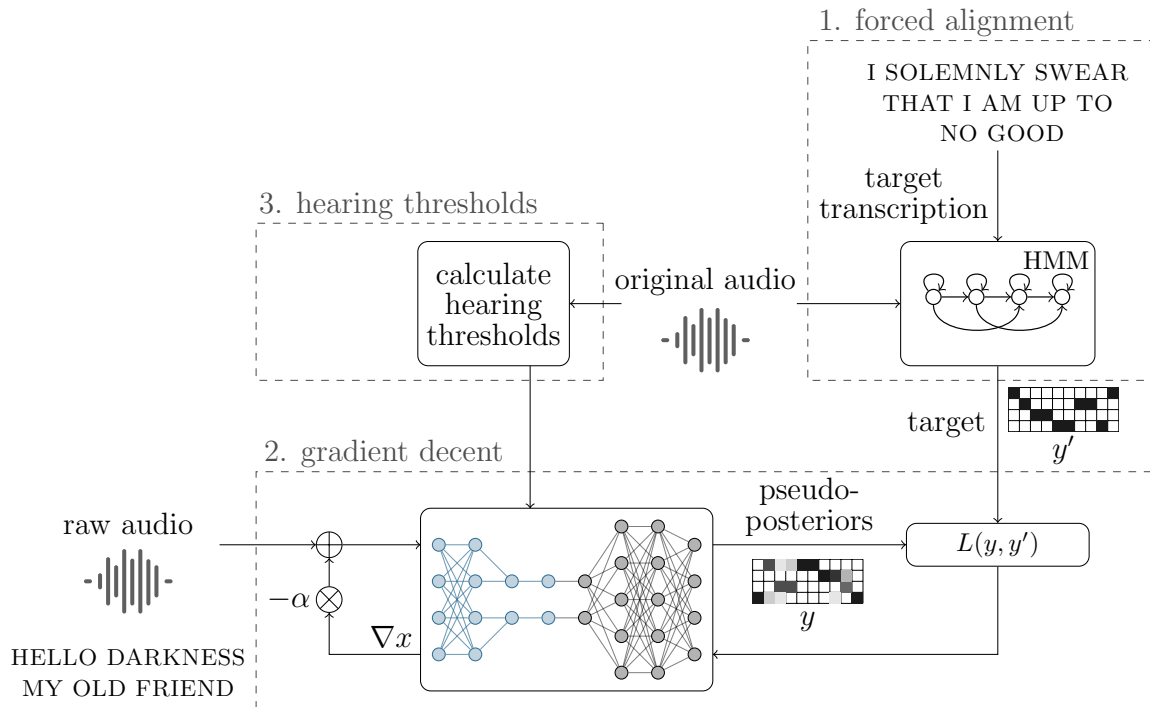 1. forced alignment
I SOLEMNLY SWEAR
THAT I AM UP TO
NO GOOD
target
transcription
3. hearing thresholds
calculate
hearing
thresholds
original audio
HMM
target
y′
2. gradient decent
raw audio
pseudo-
posteriors
L(y, y′)
−α
∇x
y
HELLO DARKNESS
MY OLD FRIEND